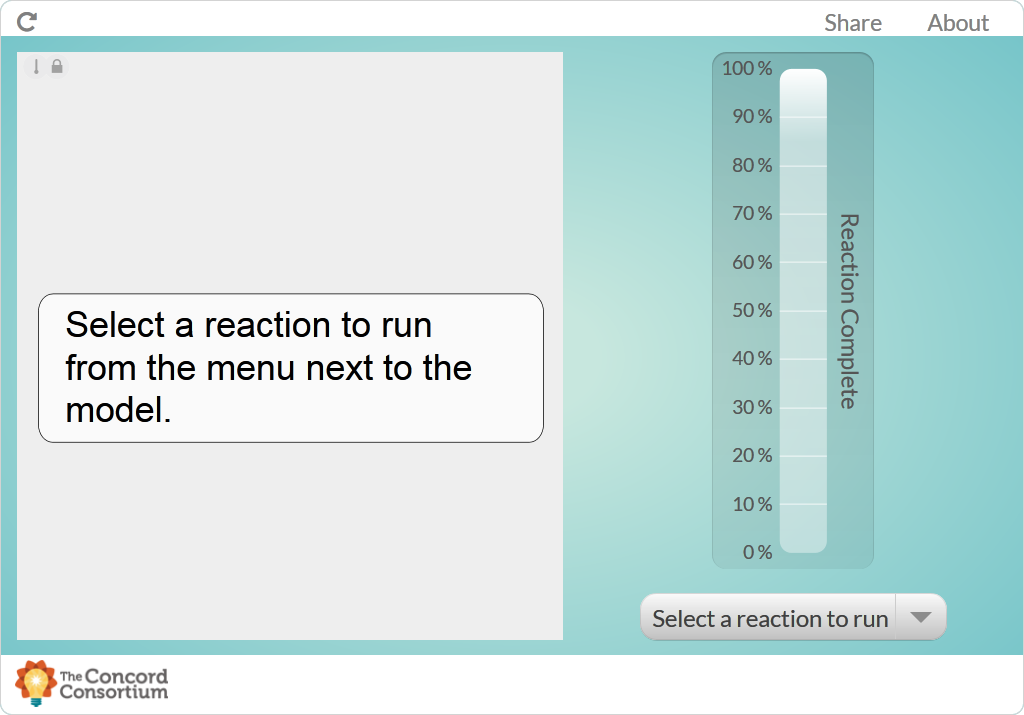 Share
About
Select a reaction to run
from the menu next to the
model.
100 %
90 %
80 %
70 %
60 %
50 %
40 %
30 %
20 %
10 %
0 %
Reaction Complete
Select a reaction to run
The Concord
Consortium